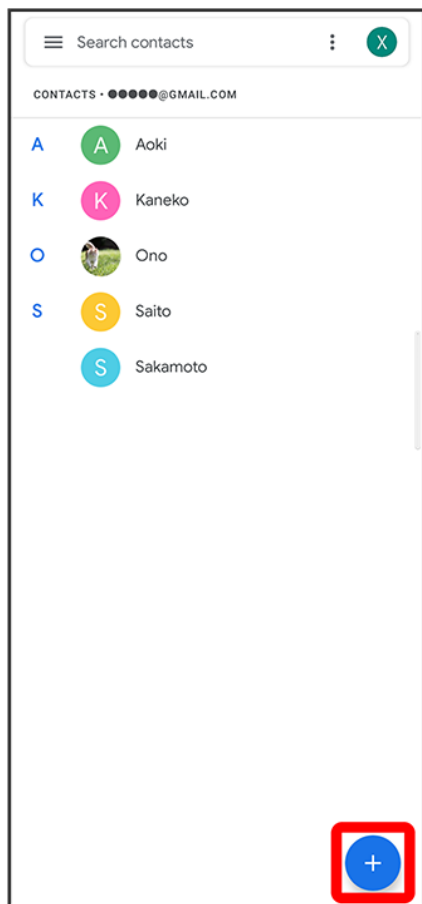 Search contacts
X
CONTACTS • ●●●●●@GMAIL.COM
A A Aoki
K K Kaneko
O Ono
S S Saito
S Sakamoto
+